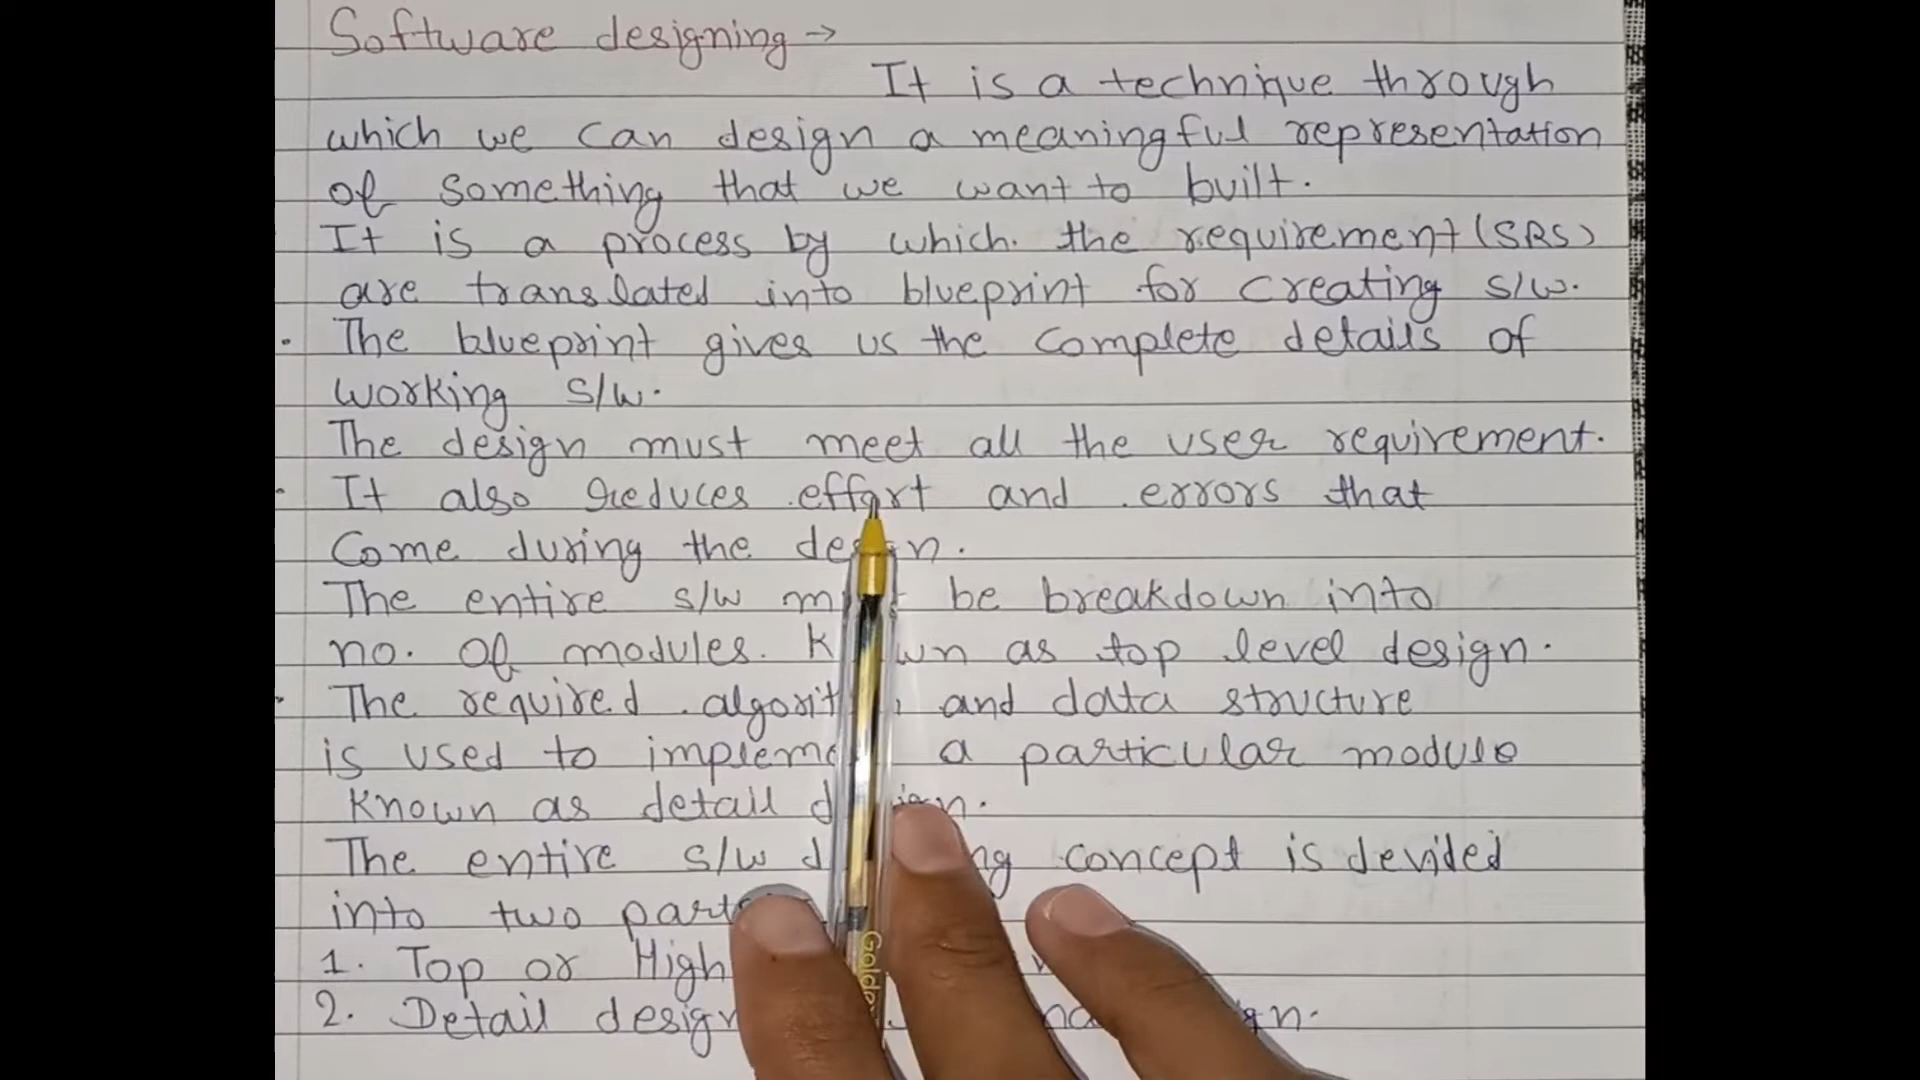 Software designing →
It is a technique through
which we can design a meaningful representation
of something that we want to built.
It is a process by which the requirement (SRS)
are translated into blueprint for creating s/w.
• The blueprint gives us the complete details of
working s/w.
The design must meet all the user requirement.
• It also reduces effort and errors that
Come during the
The entire s/w be breakdown into
no. of modules. as top level design.
• The required and data structure
is used to a particular module
known as detail
The entire s/w concept is devided
into two
1. Top or High
2. Detail
Golde